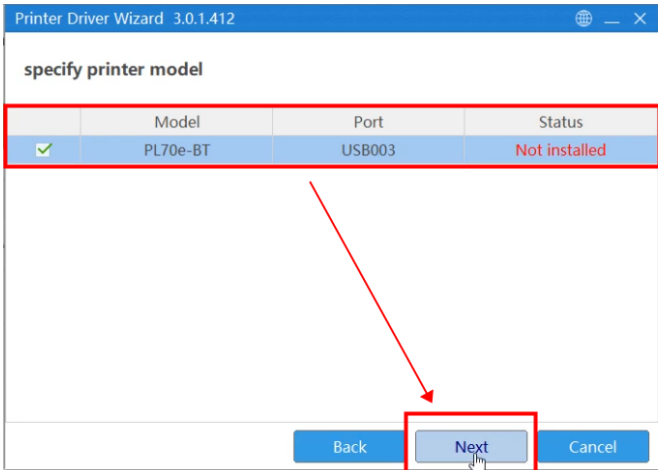 Printer Driver Wizard 3.0.1.412
specify printer model
Model Port Status
PL70e-BT USB003 Not installed
Back Next Cancel